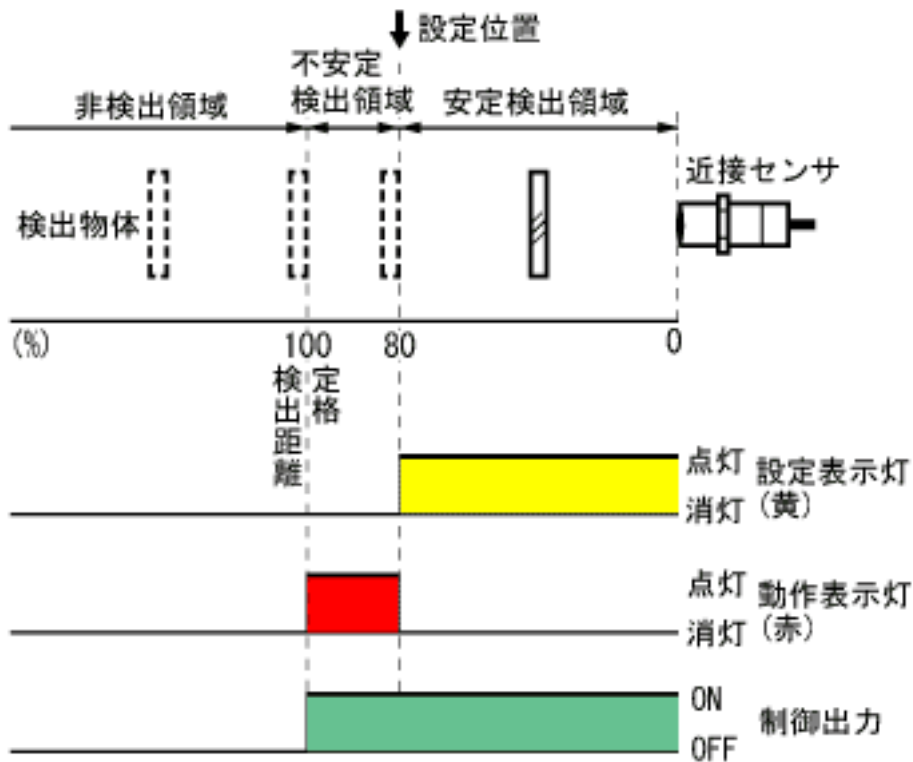 設定位置
不安定
非検出領域 検出領域 安定検出領域
近接センサ
検出物体
(%) 100 80 0
定格
検出距離
点灯 設定表示灯
消灯 (黄)
点灯 動作表示灯
消灯 (赤)
ON
制御出力
OFF